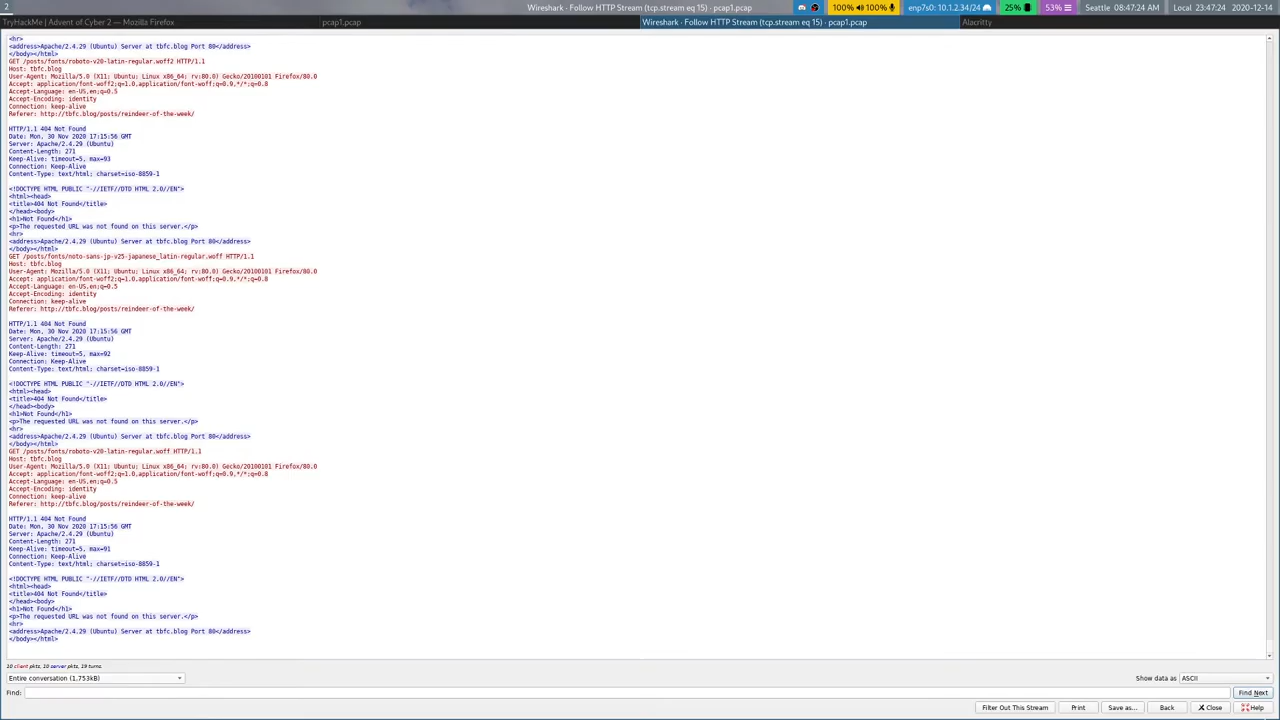 2
Wireshark · Follow HTTP Stream (tcp.stream eq 15) · pcap1.pcap
100% 100%
enp7s0: 10.1.2.34/24
25%
53%
Seattle 08:47:24 AM
Local 23:47:24
2020-12-14
TryHackMe | Advent of Cyber 2 — Mozilla Firefox
pcap1.pcap
Wireshark · Follow HTTP Stream (tcp.stream eq 15) · pcap1.pcap
Alacritty
<hr>
<address>Apache/2.4.29 (Ubuntu) Server at tbfc.blog Port 80</address>
</body></html>
GET /posts/fonts/roboto-v20-latin-regular.woff2 HTTP/1.1
Host: tbfc.blog
User-Agent: Mozilla/5.0 (X11; Ubuntu; Linux x86_64; rv:80.0) Gecko/20100101 Firefox/80.0
Accept: application/font-woff2;q=1.0,application/font-woff;q=0.9,*/*;q=0.8
Accept-Language: en-US,en;q=0.5
Accept-Encoding: identity
Connection: keep-alive
Referer: http://tbfc.blog/posts/reindeer-of-the-week/
HTTP/1.1 404 Not Found
Date: Mon, 30 Nov 2020 17:15:56 GMT
Server: Apache/2.4.29 (Ubuntu)
Content-Length: 271
Keep-Alive: timeout=5, max=93
Connection: Keep-Alive
Content-Type: text/html; charset=iso-8859-1
<!DOCTYPE HTML PUBLIC "-//IETF//DTD HTML 2.0//EN">
<html><head>
<title>404 Not Found</title>
</head><body>
<h1>Not Found</h1>
<p>The requested URL was not found on this server.</p>
<hr>
<address>Apache/2.4.29 (Ubuntu) Server at tbfc.blog Port 80</address>
</body></html>
GET /posts/fonts/noto-sans-jp-v25-japanese_latin-regular.woff HTTP/1.1
Host: tbfc.blog
User-Agent: Mozilla/5.0 (X11; Ubuntu; Linux x86_64; rv:80.0) Gecko/20100101 Firefox/80.0
Accept: application/font-woff2;q=1.0,application/font-woff;q=0.9,*/*;q=0.8
Accept-Language: en-US,en;q=0.5
Accept-Encoding: identity
Connection: keep-alive
Referer: http://tbfc.blog/posts/reindeer-of-the-week/
HTTP/1.1 404 Not Found
Date: Mon, 30 Nov 2020 17:15:56 GMT
Server: Apache/2.4.29 (Ubuntu)
Content-Length: 271
Keep-Alive: timeout=5, max=92
Connection: Keep-Alive
Content-Type: text/html; charset=iso-8859-1
<!DOCTYPE HTML PUBLIC "-//IETF//DTD HTML 2.0//EN">
<html><head>
<title>404 Not Found</title>
</head><body>
<h1>Not Found</h1>
<p>The requested URL was not found on this server.</p>
<hr>
<address>Apache/2.4.29 (Ubuntu) Server at tbfc.blog Port 80</address>
</body></html>
GET /posts/fonts/roboto-v20-latin-regular.woff HTTP/1.1
Host: tbfc.blog
User-Agent: Mozilla/5.0 (X11; Ubuntu; Linux x86_64; rv:80.0) Gecko/20100101 Firefox/80.0
Accept: application/font-woff2;q=1.0,application/font-woff;q=0.9,*/*;q=0.8
Accept-Language: en-US,en;q=0.5
Accept-Encoding: identity
Connection: keep-alive
Referer: http://tbfc.blog/posts/reindeer-of-the-week/
HTTP/1.1 404 Not Found
Date: Mon, 30 Nov 2020 17:15:56 GMT
Server: Apache/2.4.29 (Ubuntu)
Content-Length: 271
Keep-Alive: timeout=5, max=91
Connection: Keep-Alive
Content-Type: text/html; charset=iso-8859-1
<!DOCTYPE HTML PUBLIC "-//IETF//DTD HTML 2.0//EN">
<html><head>
<title>404 Not Found</title>
</head><body>
<h1>Not Found</h1>
<p>The requested URL was not found on this server.</p>
<hr>
<address>Apache/2.4.29 (Ubuntu) Server at tbfc.blog Port 80</address>
</body></html>
10 client pkts, 10 server pkts, 19 turns.
Entire conversation (1,753kB)
Show data as ASCII
Find:
Find Next
Filter Out This Stream
Print
Save as…
Back
Close
Help